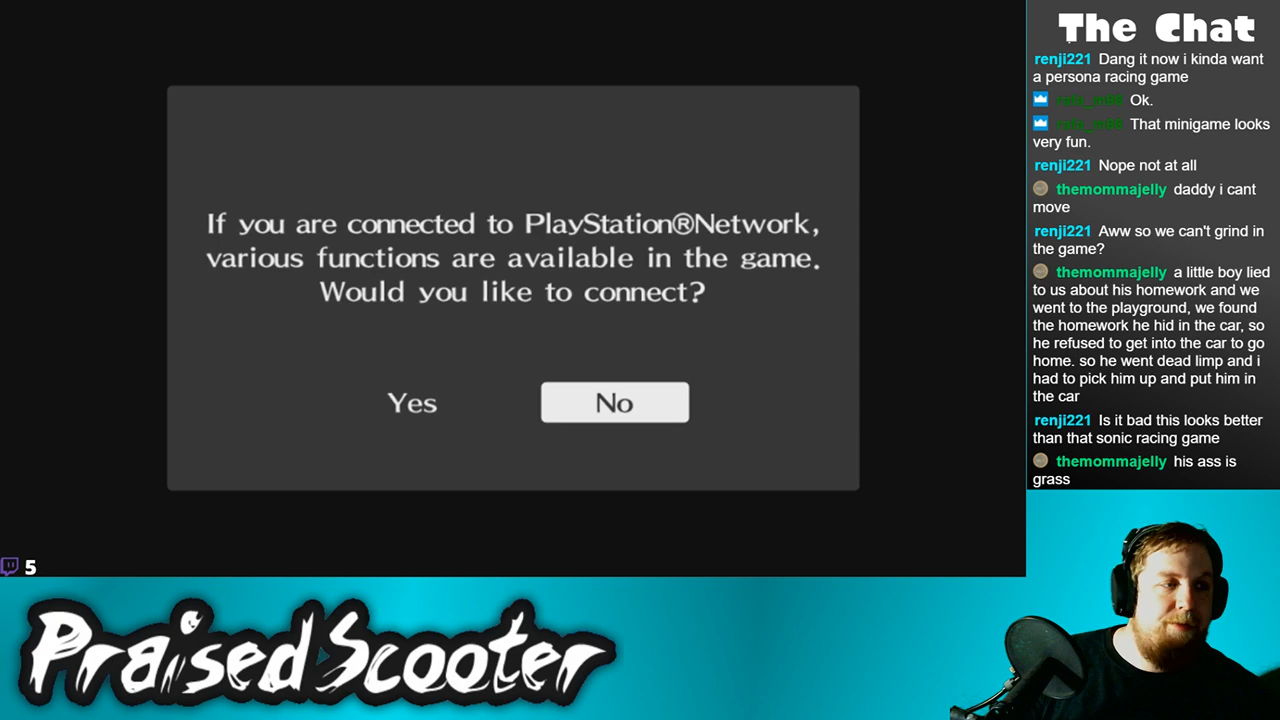 The Chat
renji221 Dang it now i kinda want
a persona racing game
Ok.
That minigame looks
very fun.
renji221 Nope not at all
themommajelly daddy i cant
move
renji221 Aww so we can't grind in
the game?
themommajelly a little boy lied
to us about his homework and we
went to the playground, we found
the homework he hid in the car, so
he refused to get into the car to go
home. so he went dead limp and i
had to pick him up and put him in
the car
renji221 Is it bad this looks better
than that sonic racing game
themommajelly his ass is
grass
If you are connected to PlayStation®Network,
various functions are available in the game.
Would you like to connect?
Yes No
5
PraisedScooter